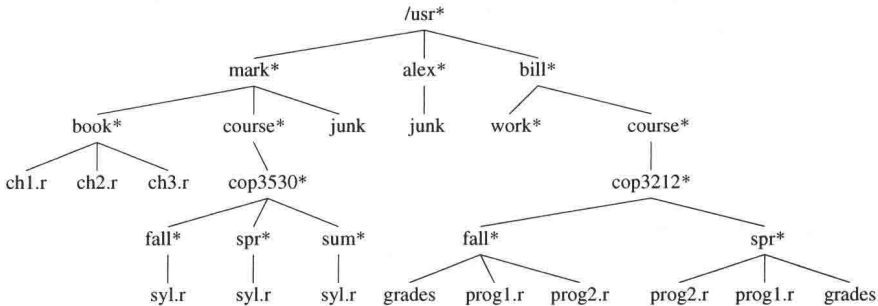 /usr*
mark* alex* bill*
book* course* junk junk work* course*
ch1.r ch2.r ch3.r cop3530* cop3212*
fall* spr* sum* fall* spr*
syl.r syl.r syl.r grades prog1.r prog2.r prog2.r prog1.r grades